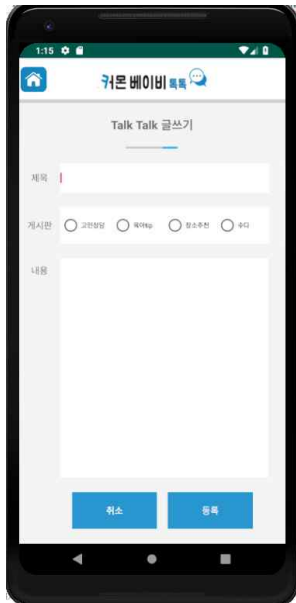 1:15
커몬 베이비 톡톡
Talk Talk 글쓰기
제목
게시판 고민상담 육아tip 장소추천 수다
내용
취소 등록